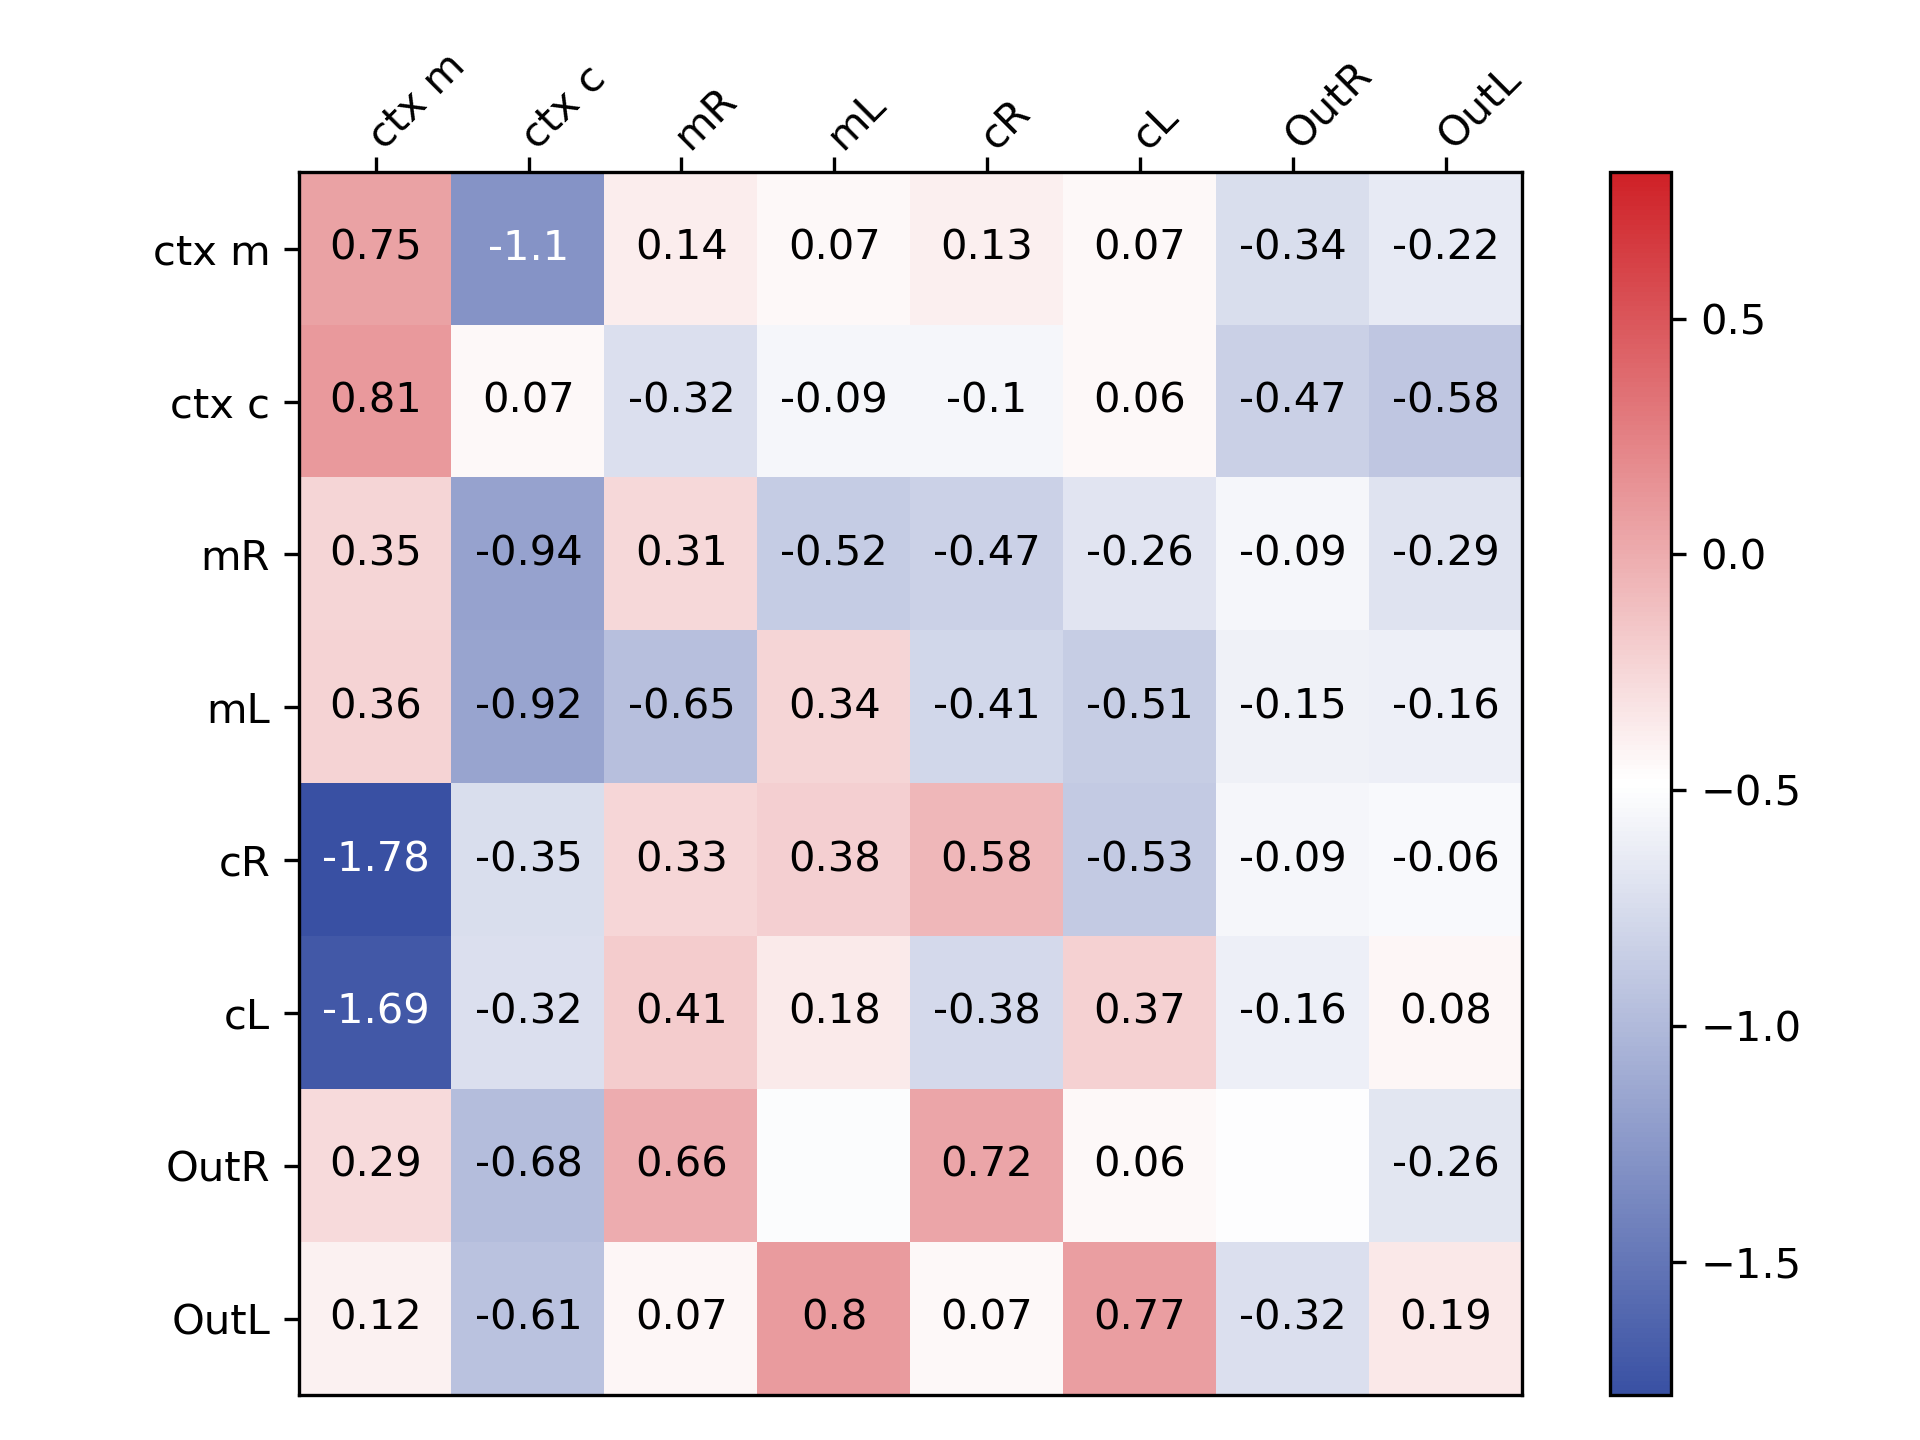 ctx m ctx c mR mL cR cL OutR OutL
ctx m 0.75 -1.1 0.14 0.07 0.13 0.07 -0.34 -0.22
0.5
ctx c 0.81 0.07 -0.32 -0.09 -0.1 0.06 -0.47 -0.58
mR 0.35 -0.94 0.31 -0.52 -0.47 -0.26 -0.09 -0.29
0.0
mL 0.36 -0.92 -0.65 0.34 -0.41 -0.51 -0.15 -0.16
−0.5
cR -1.78 -0.35 0.33 0.38 0.58 -0.53 -0.09 -0.06
cL -1.69 -0.32 0.41 0.18 -0.38 0.37 -0.16 0.08
−1.0
OutR 0.29 -0.68 0.66 0.72 0.06 -0.26
−1.5
OutL 0.12 -0.61 0.07 0.8 0.07 0.77 -0.32 0.19